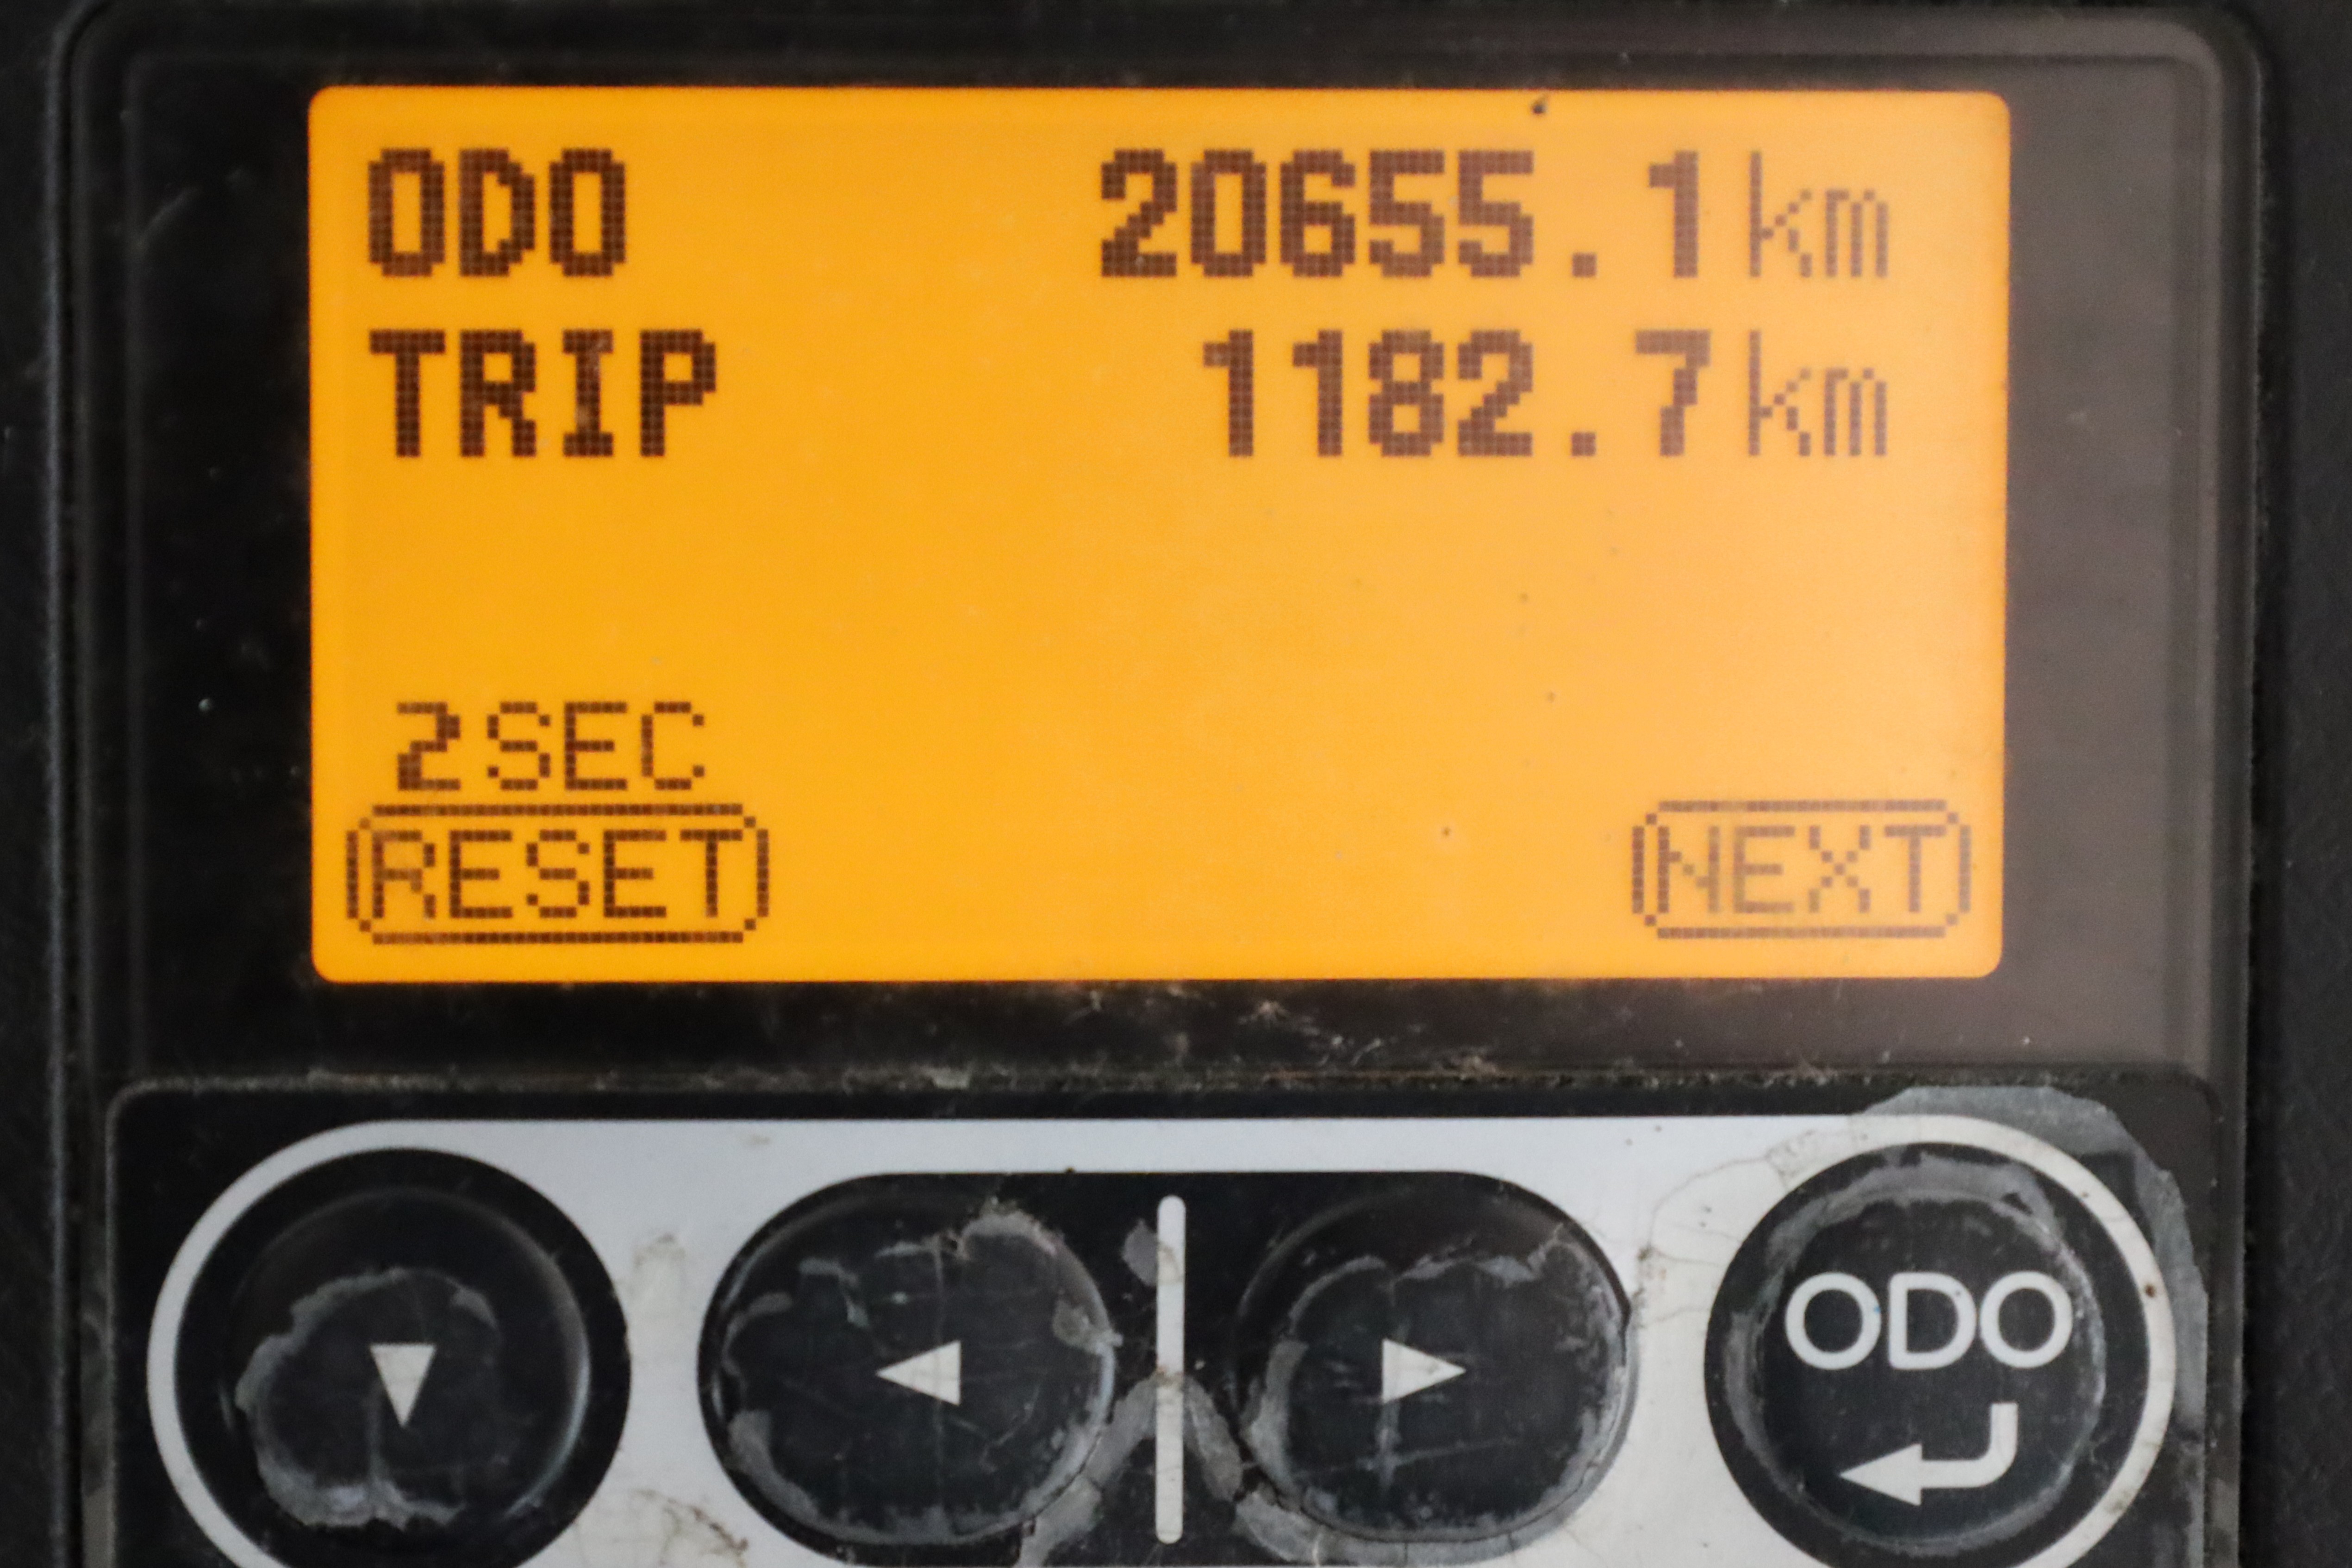 ODO 20655.1km
TRIP 1182.7km
2SEC
RESET NEXT
ODO